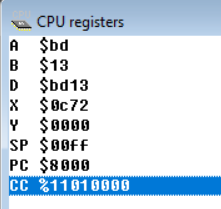 CPU registers
A $bd
B $13
D $bd13
X $0c72
Y $0000
SP $00ff
PC $8000
CC %11010000